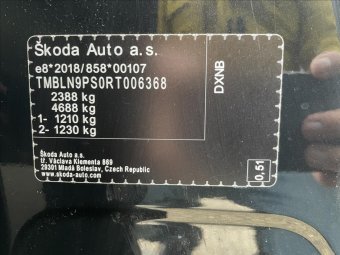 Škoda Auto a.s.
e8*2018/858*00107
TMBLN9PS0RT006368
2388 kg
4688 kg
1- 1210 kg
2- 1230 kg
DXNB
Škoda Auto a.s.
tř. Václava Klementa 869
29301 Mladá Boleslav, Czech Republic
www.skoda-auto.com
0,51